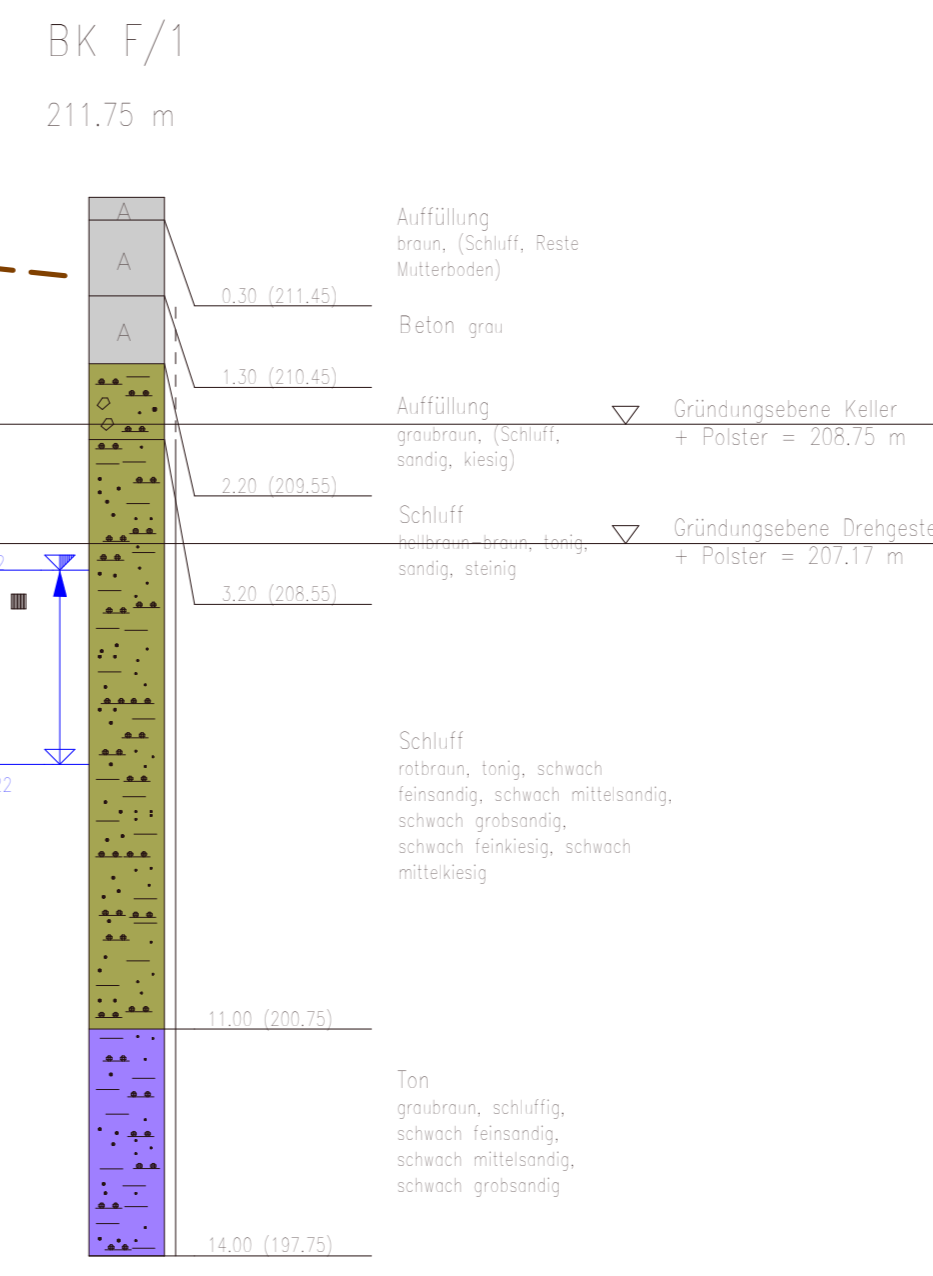 BK F/1
211.75 m
A
Auffüllung
braun, (Schluff, Reste
Mutterboden)
A
0.30 (211.45)
Beton grau
A
1.30 (210.45)
Auffüllung
graubraun, (Schluff,
sandig, kiesig)
Gründungsebene Keller
+ Polster = 208.75 m
2.20 (209.55)
Schluff
hellbraun-braun, tonig,
sandig, steinig
Gründungsebene Drehgeste
+ Polster = 207.17 m
2
3.20 (208.55)
Schluff
rotbraun, tonig, schwach
feinsandig, schwach mittelsandig,
schwach grobsandig,
schwach feinkiesig, schwach
mittelkiesig
22
11.00 (200.75)
Ton
graubraun, schluffig,
schwach feinsandig,
schwach mittelsandig,
schwach grobsandig
14.00 (197.75)